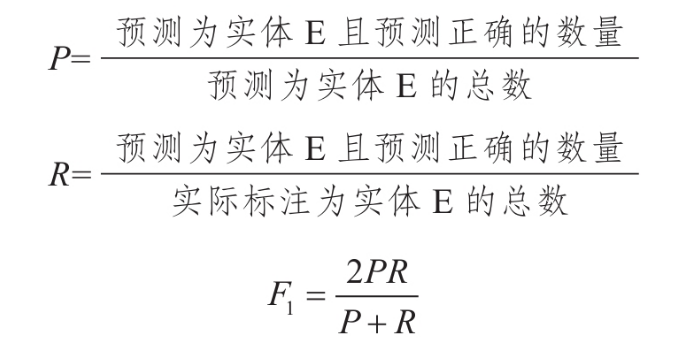 P= 预测为实体 E 且预测正确的数量
预测为实体 E 的总数
R= 预测为实体 E 且预测正确的数量
实际标注为实体 E 的总数
F₁ = 2PR
P + R